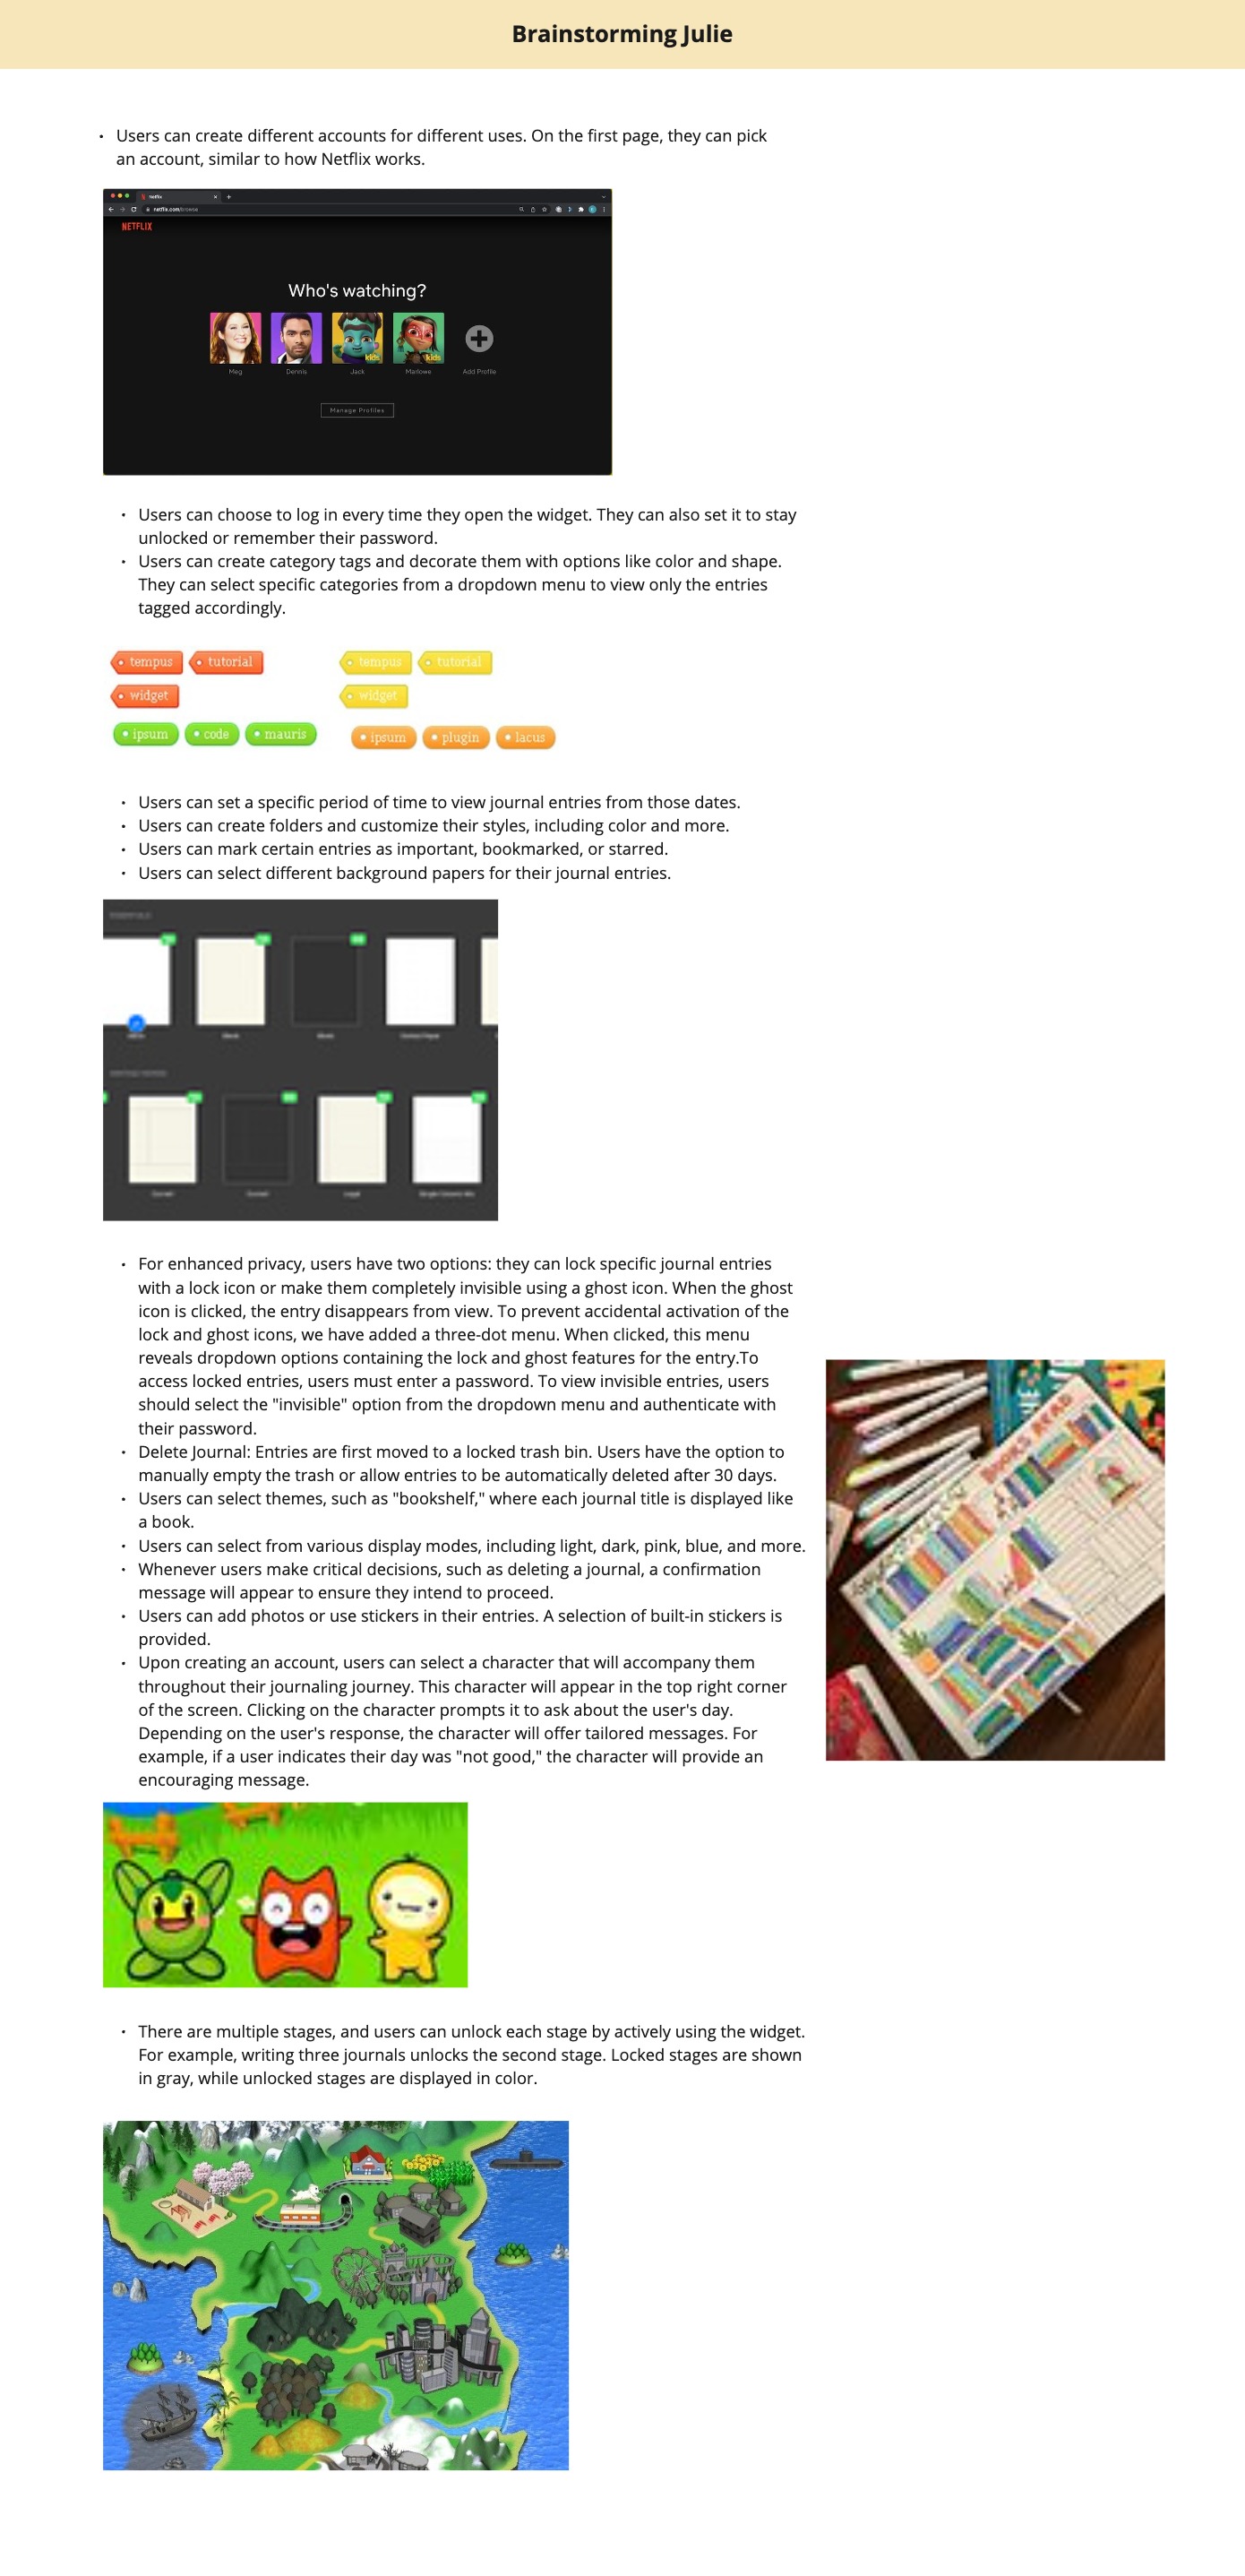 Brainstorming Julie
• Users can create different accounts for different uses. On the first page, they can pick
an account, similar to how Netflix works.
netflix
netflix.com/browse
NETFLIX
Who's watching?
kids
kids
Meg
Dennis
Jack
Marlowe
Add Profile
Manage Profiles
• Users can choose to log in every time they open the widget. They can also set it to stay
unlocked or remember their password.
• Users can create category tags and decorate them with options like color and shape.
They can select specific categories from a dropdown menu to view only the entries
tagged accordingly.
tempus tutorial tempus tutorial
widget widget
ipsum code mauris ipsum plugin lacus
• Users can set a specific period of time to view journal entries from those dates.
• Users can create folders and customize their styles, including color and more.
• Users can mark certain entries as important, bookmarked, or starred.
• Users can select different background papers for their journal entries.
• For enhanced privacy, users have two options: they can lock specific journal entries
with a lock icon or make them completely invisible using a ghost icon. When the ghost
icon is clicked, the entry disappears from view. To prevent accidental activation of the
lock and ghost icons, we have added a three-dot menu. When clicked, this menu
reveals dropdown options containing the lock and ghost features for the entry.To
access locked entries, users must enter a password. To view invisible entries, users
should select the "invisible" option from the dropdown menu and authenticate with
their password.
• Delete Journal: Entries are first moved to a locked trash bin. Users have the option to
manually empty the trash or allow entries to be automatically deleted after 30 days.
• Users can select themes, such as "bookshelf," where each journal title is displayed like
a book.
• Users can select from various display modes, including light, dark, pink, blue, and more.
• Whenever users make critical decisions, such as deleting a journal, a confirmation
message will appear to ensure they intend to proceed.
• Users can add photos or use stickers in their entries. A selection of built-in stickers is
provided.
• Upon creating an account, users can select a character that will accompany them
throughout their journaling journey. This character will appear in the top right corner
of the screen. Clicking on the character prompts it to ask about the user's day.
Depending on the user's response, the character will offer tailored messages. For
example, if a user indicates their day was "not good," the character will provide an
encouraging message.
• There are multiple stages, and users can unlock each stage by actively using the widget.
For example, writing three journals unlocks the second stage. Locked stages are shown
in gray, while unlocked stages are displayed in color.